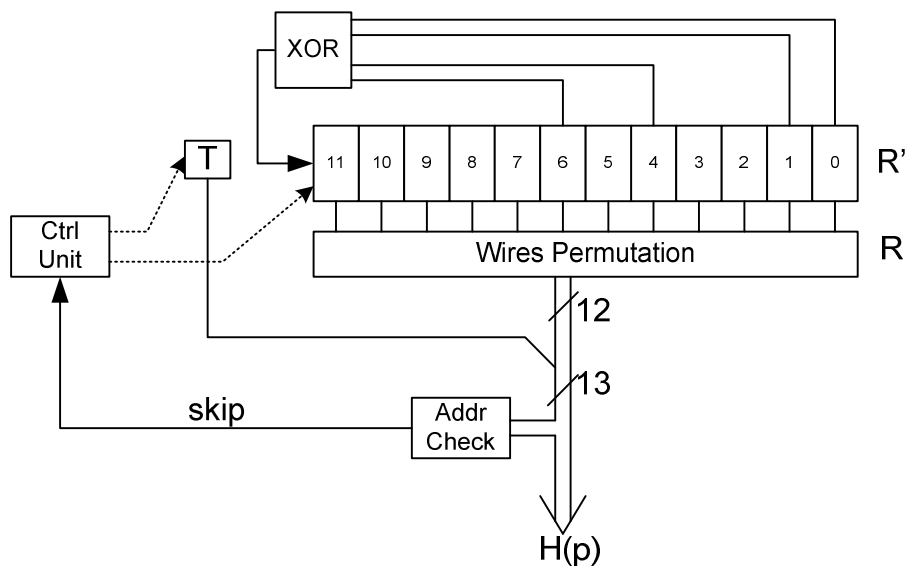 XOR
11 10 9 8 7 6 5 4 3 2 1 0
R’
T
Ctrl
Unit
Wires Permutation
R
12
13
skip
Addr
Check
H(p)